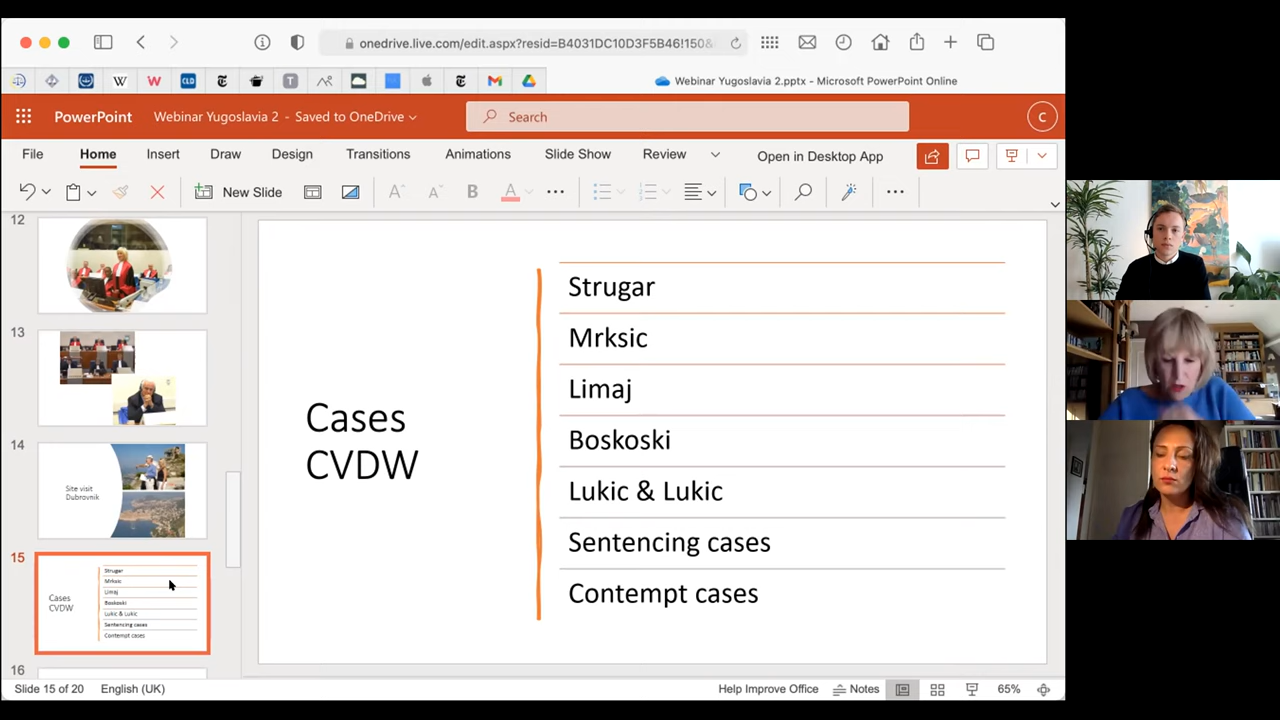 onedrive.live.com/edit.aspx?resid=B4031DC10D3F5B46!150&
CLD
Webinar Yugoslavia 2.pptx - Microsoft PowerPoint Online
PowerPoint
Webinar Yugoslavia 2 - Saved to OneDrive
Search
C
File
Home
Insert
Draw
Design
Transitions
Animations
Slide Show
Review
Open in Desktop App
New Slide
12
13
14
Site visit
Dubrovnik
15
Cases
CVDW
Strugar
Mrksic
Limaj
Boskoski
Lukic & Lukic
Sentencing cases
Contempt cases
16
Cases
CVDW
Strugar
Mrksic
Limaj
Boskoski
Lukic & Lukic
Sentencing cases
Contempt cases
Slide 15 of 20
English (UK)
Help Improve Office
Notes
65%